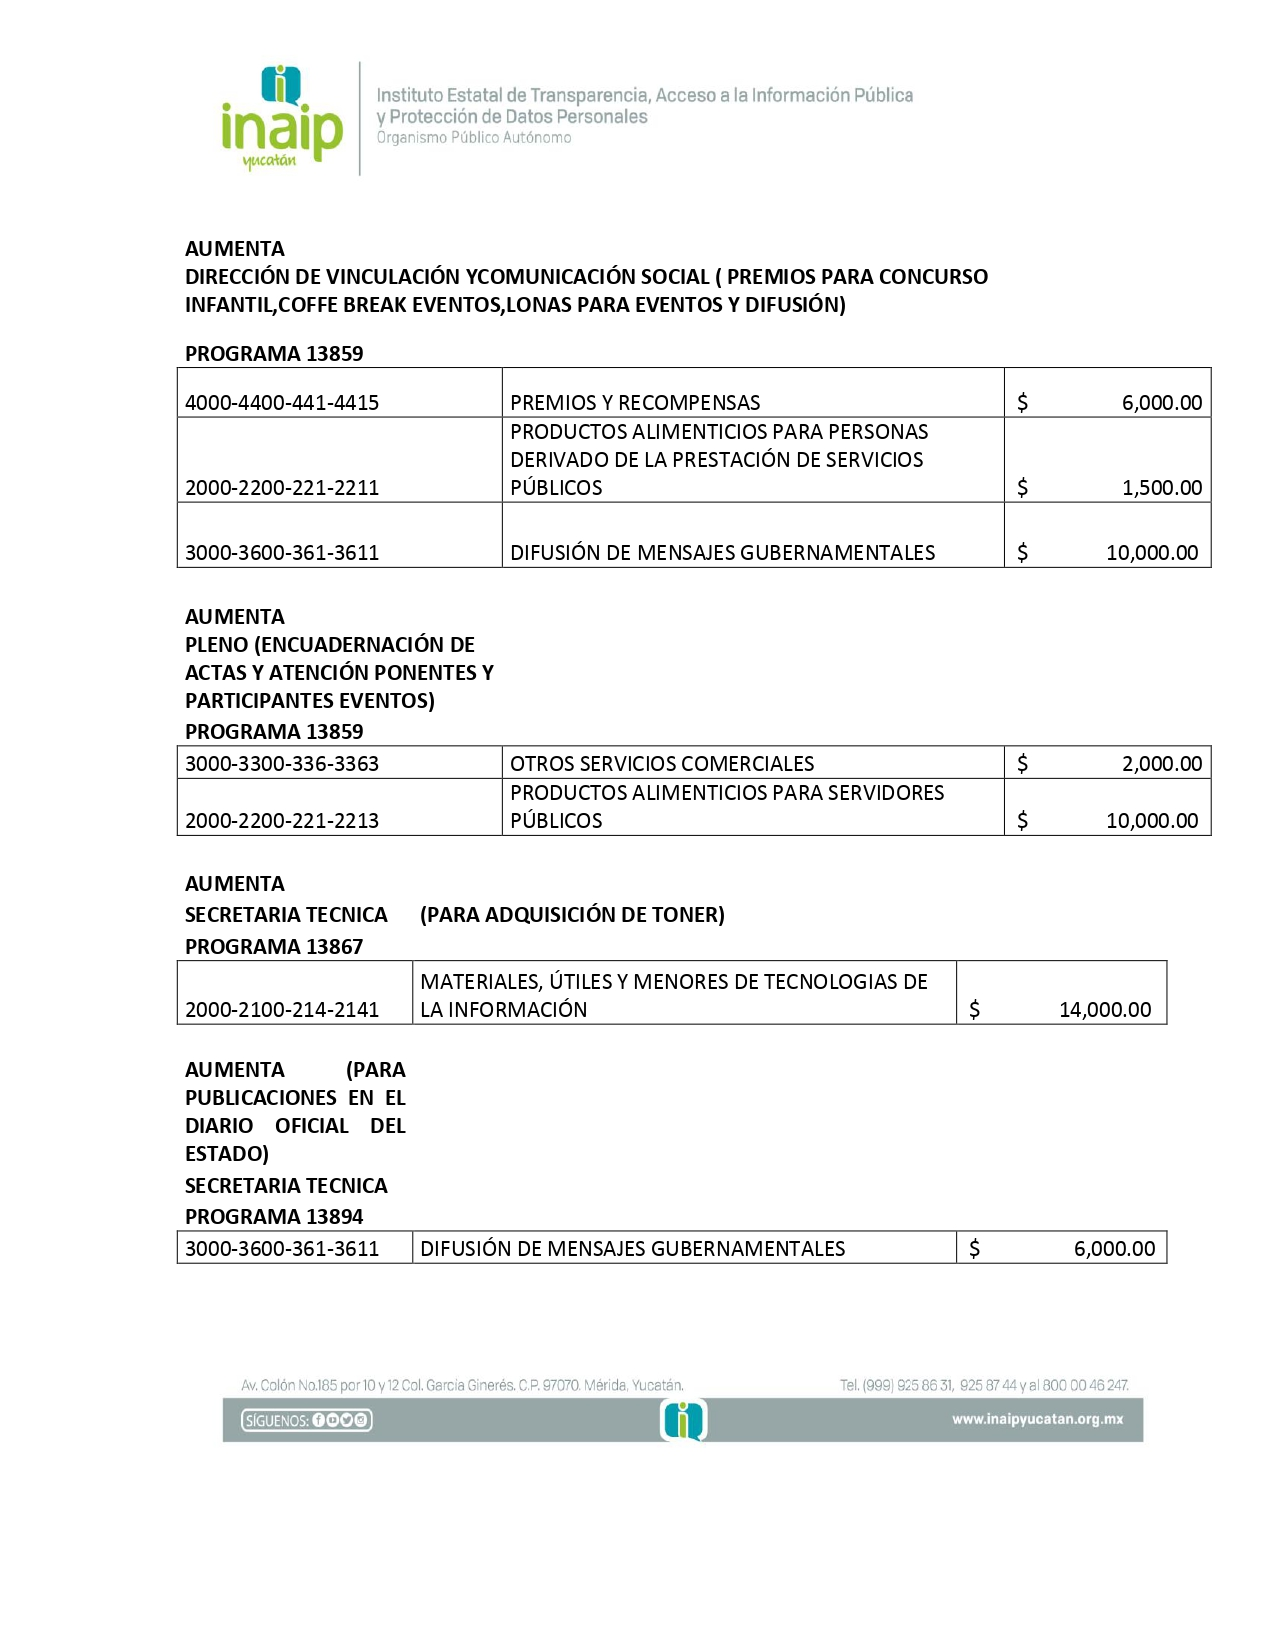 inaip
yucatán
Instituto Estatal de Transparencia, Acceso a la Información Pública
y Protección de Datos Personales
Organismo Público Autónomo
AUMENTA
DIRECCIÓN DE VINCULACIÓN YCOMUNICACIÓN SOCIAL ( PREMIOS PARA CONCURSO
INFANTIL,COFFE BREAK EVENTOS,LONAS PARA EVENTOS Y DIFUSIÓN)
PROGRAMA 13859
4000-4400-441-4415 PREMIOS Y RECOMPENSAS $ 6,000.00
PRODUCTOS ALIMENTICIOS PARA PERSONAS
DERIVADO DE LA PRESTACIÓN DE SERVICIOS
2000-2200-221-2211 PÚBLICOS $ 1,500.00
3000-3600-361-3611 DIFUSIÓN DE MENSAJES GUBERNAMENTALES $ 10,000.00
AUMENTA
PLENO (ENCUADERNACIÓN DE
ACTAS Y ATENCIÓN PONENTES Y
PARTICIPANTES EVENTOS)
PROGRAMA 13859
3000-3300-336-3363 OTROS SERVICIOS COMERCIALES $ 2,000.00
PRODUCTOS ALIMENTICIOS PARA SERVIDORES
2000-2200-221-2213 PÚBLICOS $ 10,000.00
AUMENTA
SECRETARIA TECNICA (PARA ADQUISICIÓN DE TONER)
PROGRAMA 13867
MATERIALES, ÚTILES Y MENORES DE TECNOLOGIAS DE
2000-2100-214-2141 LA INFORMACIÓN $ 14,000.00
AUMENTA (PARA
PUBLICACIONES EN EL
DIARIO OFICIAL DEL
ESTADO)
SECRETARIA TECNICA
PROGRAMA 13894
3000-3600-361-3611 DIFUSIÓN DE MENSAJES GUBERNAMENTALES $ 6,000.00
Av. Colón No.185 por 10 y 12 Col. García Ginerés. C.P. 97070. Mérida, Yucatán. Tel. (999) 925 86 31, 925 87 44 y al 800 00 46 247.
SÍGUENOS: www.inaipyucatan.org.mx